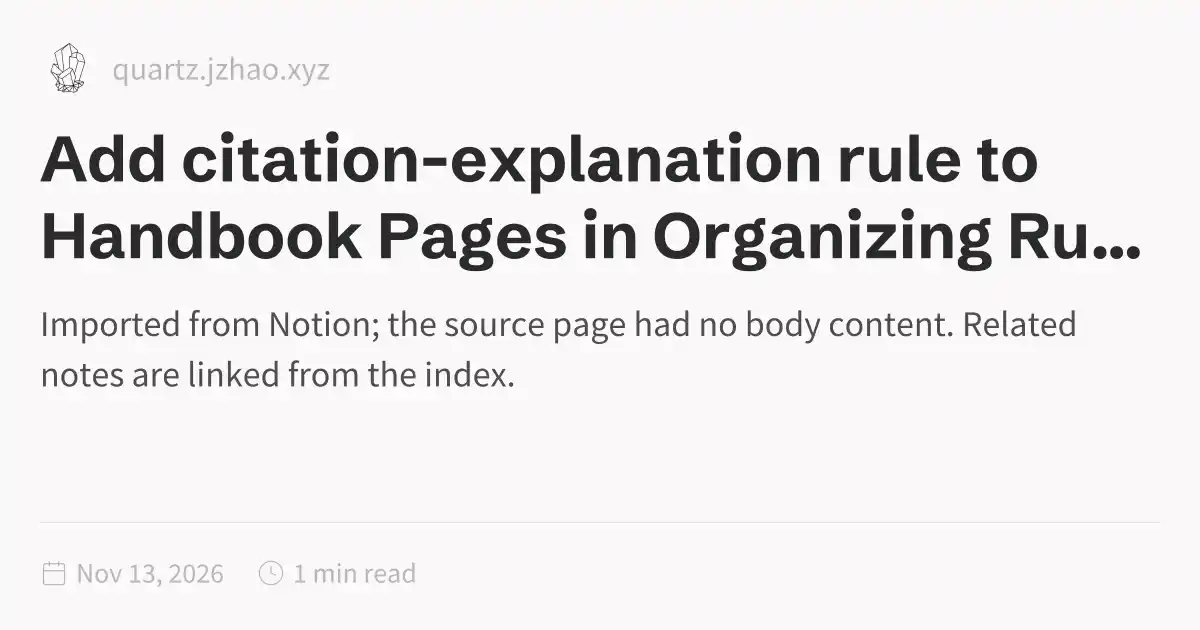 quartz.jzhao.xyz
Add citation-explanation rule to
Handbook Pages in Organizing Ru...
Imported from Notion; the source page had no body content. Related
notes are linked from the index.
Nov 13, 2026
1 min read